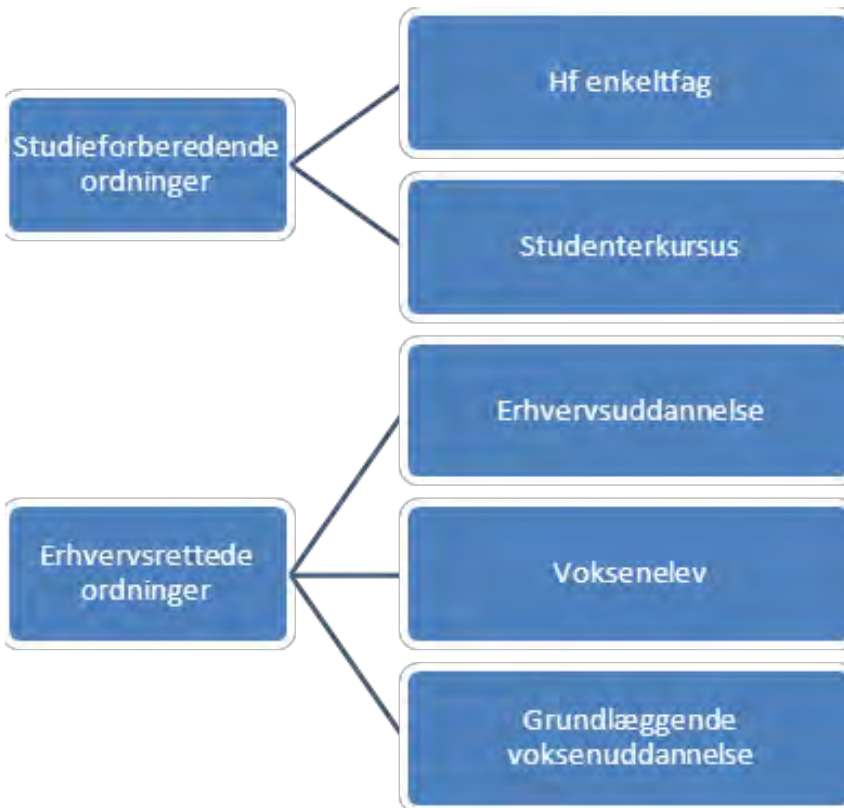 Studieforberedende
ordninger
Hf enkeltfag
Studenterkursus
Erhvervsrettede
ordninger
Erhvervsuddannelse
Voksenelev
Grundlæggende
voksenuddannelse